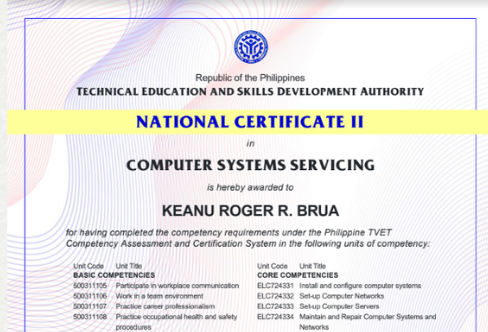 Republic of the Philippines
TECHNICAL EDUCATION AND SKILLS DEVELOPMENT AUTHORITY
NATIONAL CERTIFICATE II
in
COMPUTER SYSTEMS SERVICING
is hereby awarded to
KEANU ROGER R. BRUA
for having completed the competency requirements under the Philippine TVET
Competency Assessment and Certification System in the following units of competency:
Unit Code Unit Title
BASIC COMPETENCIES
500311105 Participate in workplace communication
500311106 Work in a team environment
500311107 Practice career professionalism
500311108 Practice occupational health and safety
procedures
Unit Code Unit Title
CORE COMPETENCIES
ELC724331 Install and configure computer systems
ELC724332 Set-up Computer Networks
ELC724333 Set-up Computer Servers
ELC724334 Maintain and Repair Computer Systems and
Networks